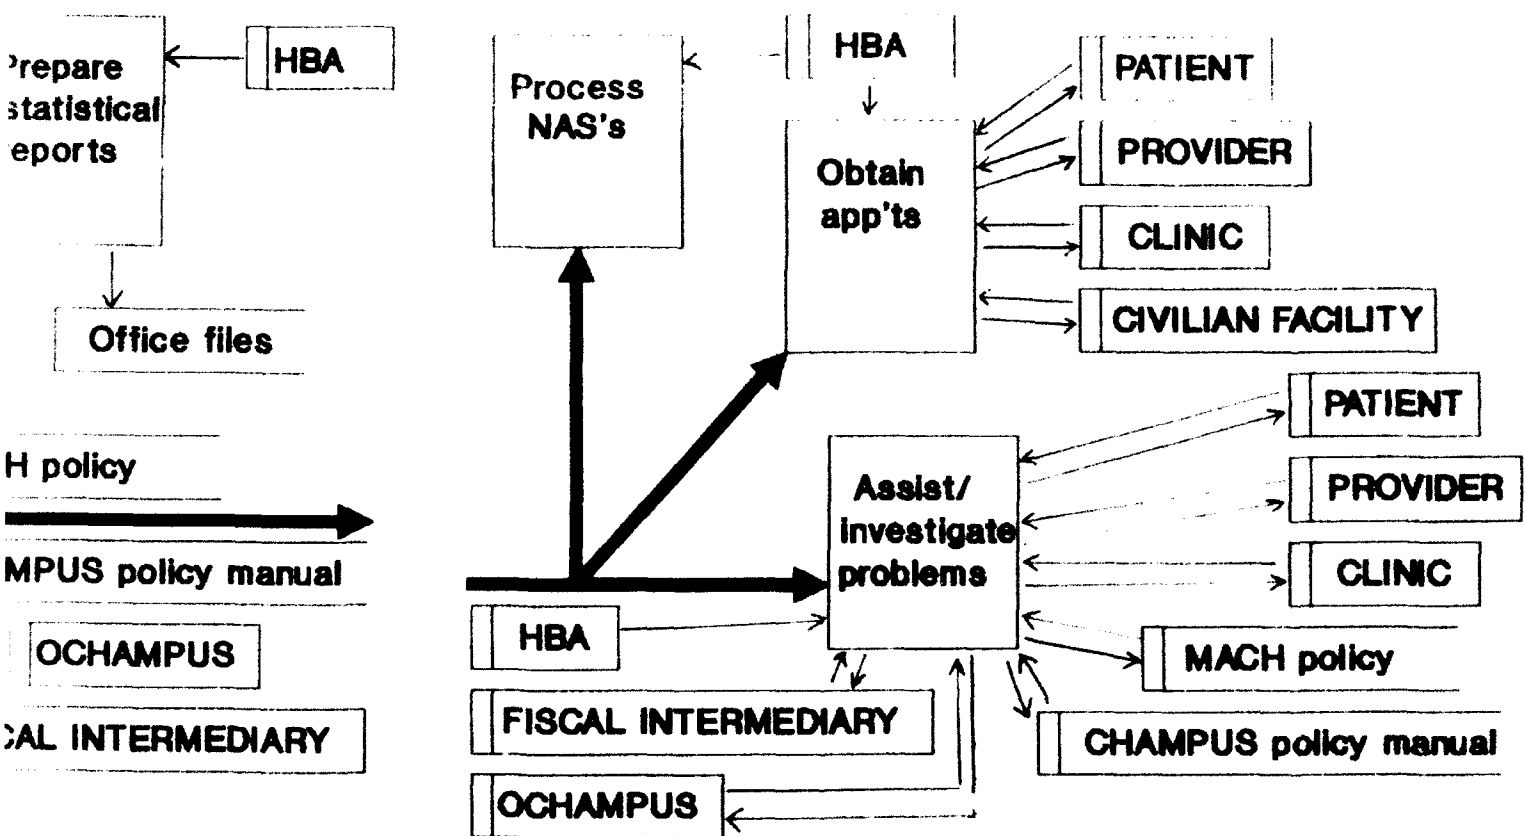 Prepare
statistical
reports
HBA
Office files
H policy
MPUS policy manual
OCHAMPUS
CAL INTERMEDIARY
Process
NAS's
HBA
Obtain
app'ts
PATIENT
PROVIDER
CLINIC
CIVILIAN FACILITY
Assist/
investigate
problems
PATIENT
PROVIDER
CLINIC
MACH policy
CHAMPUS policy manual
HBA
FISCAL INTERMEDIARY
OCHAMPUS